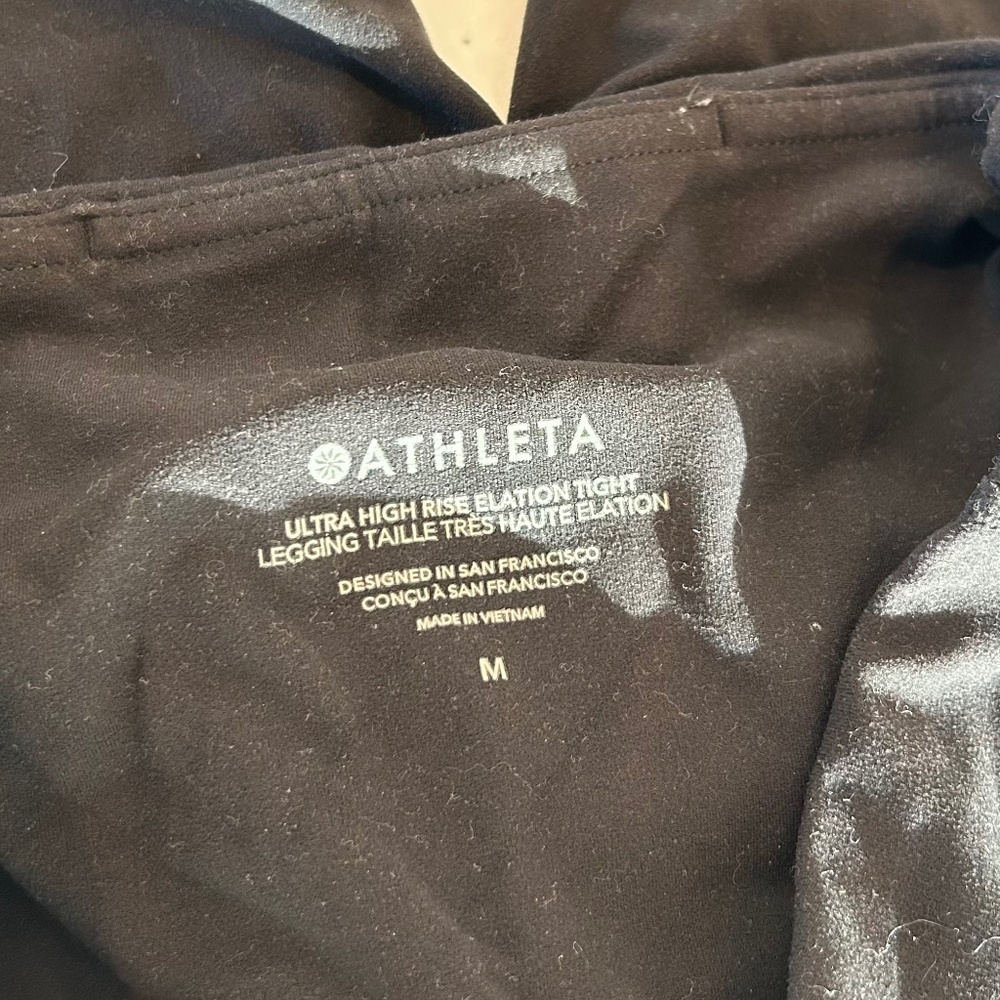 ATHLETA
ULTRA HIGH RISE ELATION TIGHT
LEGGING TAILLE TRÈS HAUTE ELATION
DESIGNED IN SAN FRANCISCO
CONÇU À SAN FRANCISCO
MADE IN VIETNAM
M